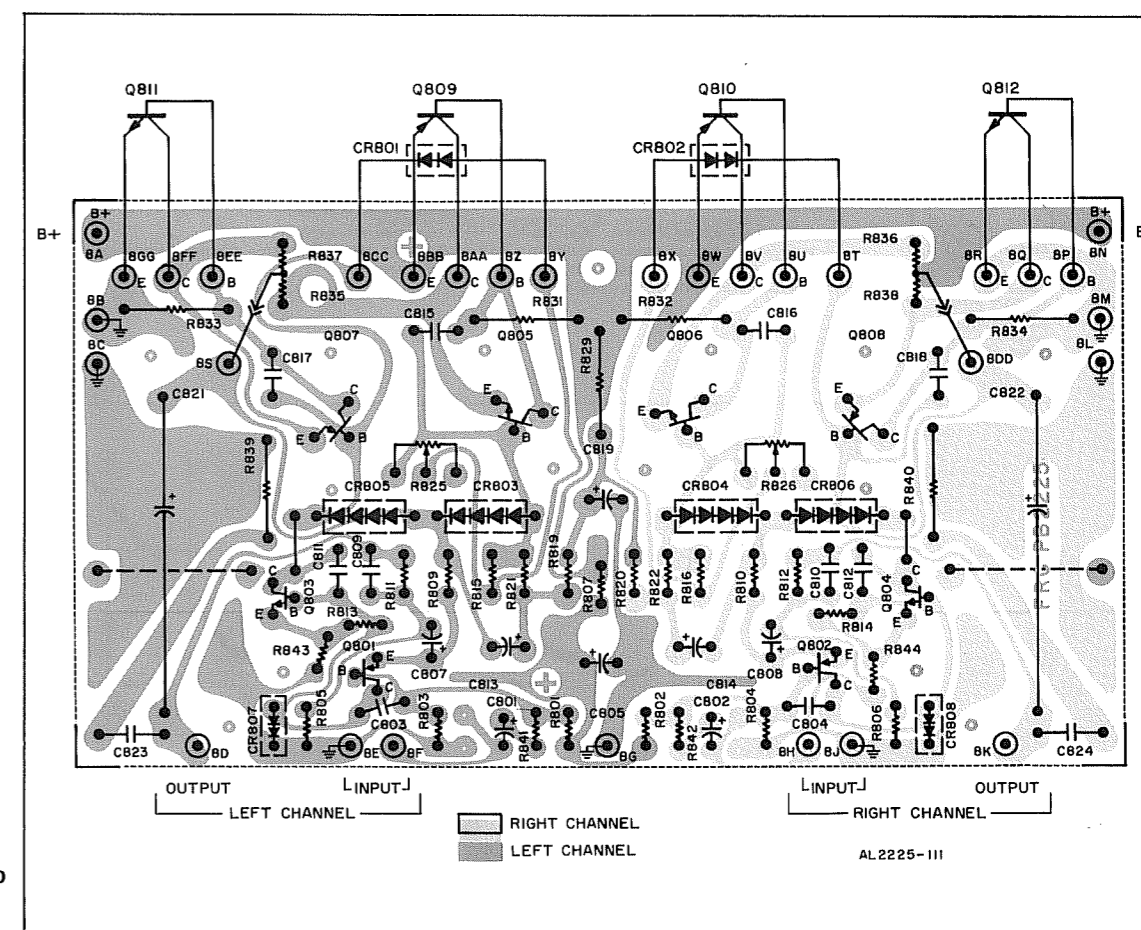 Q811 Q809 Q810 Q812
CR801 CR802
B+ B+ B+
8A 8GG 8FF 8EE R837 8CC 8BB 8AA 8Z 8Y 8X 8W 8V 8U 8T R836 8R 8Q 8P 8N
E C B E C B E C B E C B
8B R833 R835 C815 R831 R832 C816 R838 R834 8M
Q807 Q805 R829 Q806 Q808
8C 8S C817 C818 8DD 8L
C821 C822
E C B E C B E C B E C B
R839 C819
R825 R826 R840
CR805 CR803 CR804 CR806
PRC PB2225
C811 C809 R811 R809 R815 R821 R819 R807 R820 R822 R816 R810 R812 C810 C812
C E B Q803 Q804 C E B
R813 R814
R843 Q801 E B C Q802 E B C R844
C807 C813 C814 C808
CR807 R805 C803 R803 C801 R841 R801 C805 R802 R842 C802 R804 C804 R806 CR808
C823 8D 8E 8F 8G 8H 8J 8K C824
OUTPUT INPUT INPUT OUTPUT
LEFT CHANNEL RIGHT CHANNEL
RIGHT CHANNEL
LEFT CHANNEL
AL2225-111